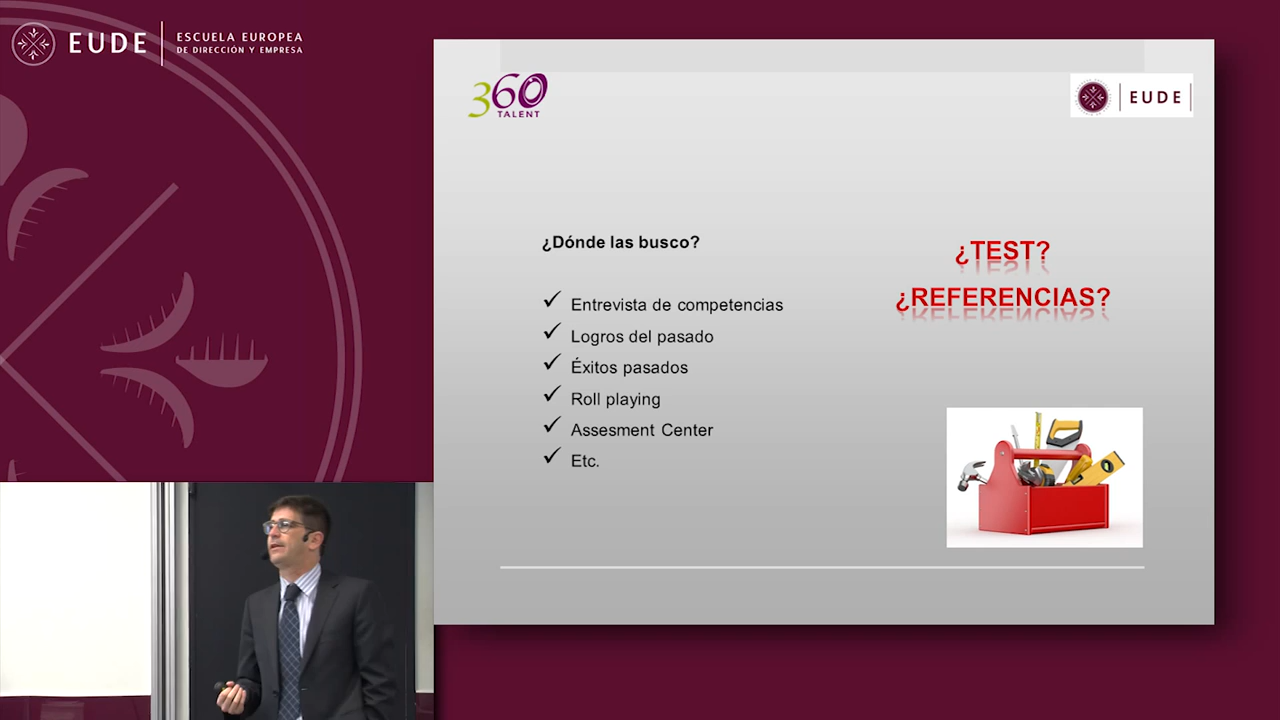 EUDE
ESCUELA EUROPEA
DE DIRECCIÓN Y EMPRESA
360
TALENT
EUDE
¿Dónde las busco?
Entrevista de competencias
Logros del pasado
Éxitos pasados
Roll playing
Assesment Center
Etc.
¿TEST?
¿REFERENCIAS?